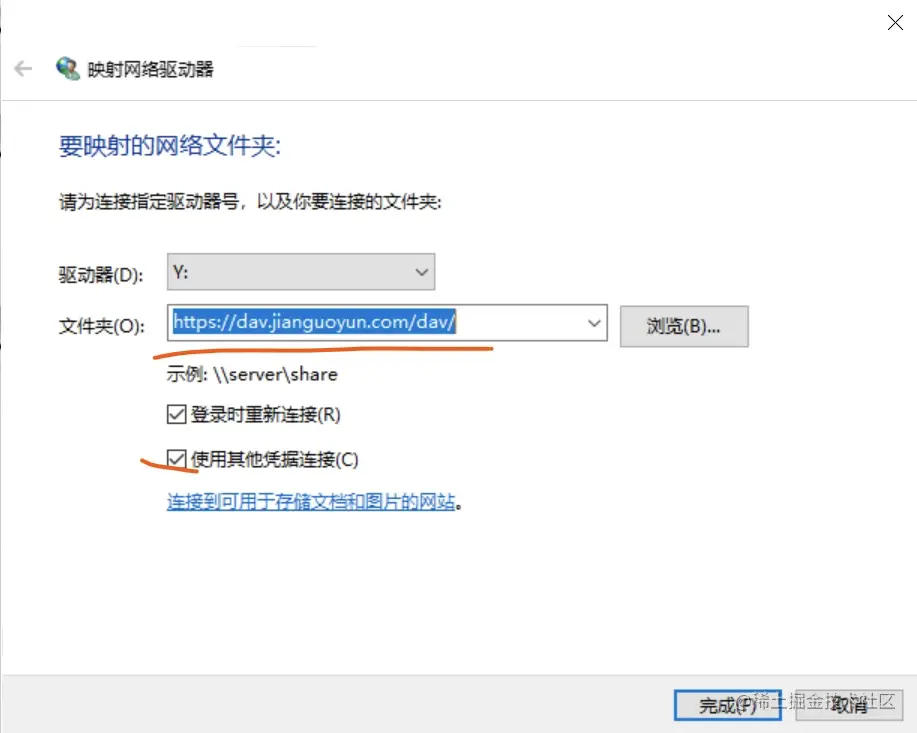 映射网络驱动器
要映射的网络文件夹:
请为连接指定驱动器号，以及你要连接的文件夹:
驱动器(D): Y:
文件夹(O): https://dav.jianguoyun.com/dav/ 浏览(B)...
示例: \\server\share
登录时重新连接(R)
使用其他凭据连接(C)
连接到可用于存储文档和图片的网站。
完成(F) 取消
@稀土掘金技术社区